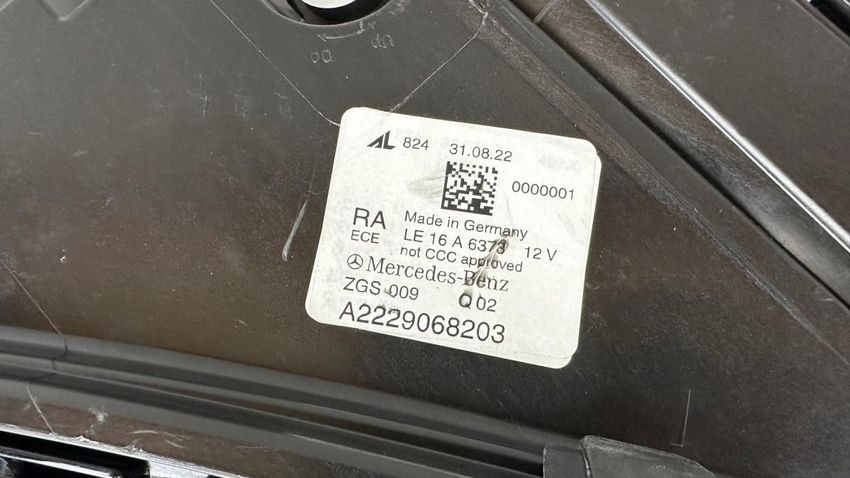 AL 824 31.08.22
0000001
RA Made in Germany
ECE LE 16 A 6373 12 V
not CCC approved
Mercedes-Benz
ZGS 009 Q 02
A2229068203